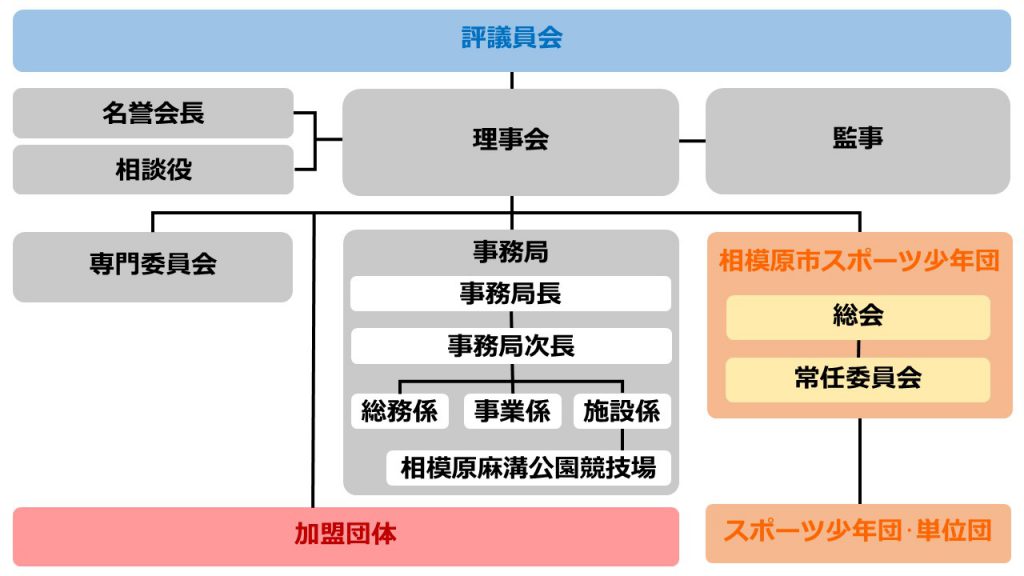 評議員会
名誉会長
相談役
理事会
監事
専門委員会
事務局
事務局長
事務局次長
総務係
事業係
施設係
相模原麻溝公園競技場
相模原市スポーツ少年団
総会
常任委員会
加盟団体
スポーツ少年団・単位団